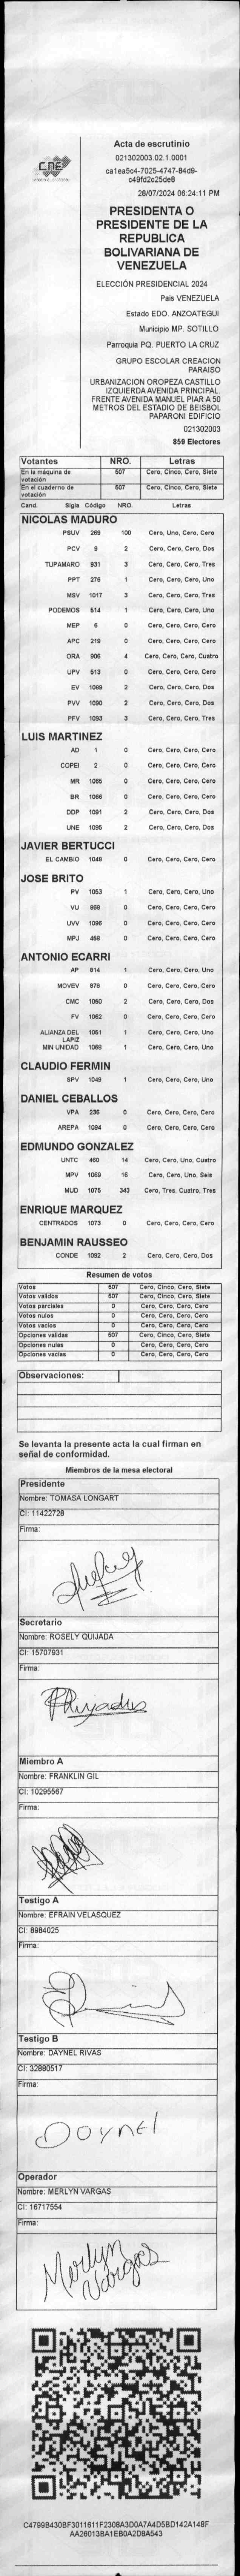 CNE
Acta de escrutinio
021302003.02.1.0001
ca1ea5c4-7025-4747-84d9-
c49fd2c25de8
28/07/2024 06:24:11 PM
PRESIDENTA O
PRESIDENTE DE LA
REPUBLICA
BOLIVARIANA DE
VENEZUELA
ELECCIÓN PRESIDENCIAL 2024
País VENEZUELA
Estado EDO. ANZOATEGUI
Municipio MP. SOTILLO
Parroquia PQ. PUERTO LA CRUZ
GRUPO ESCOLAR CREACION
PARAISO
URBANIZACION OROPEZA CASTILLO
IZQUIERDA AVENIDA PRINCIPAL.
FRENTE AVENIDA MANUEL PIAR A 50
METROS DEL ESTADIO DE BEISBOL
PAPARONI EDIFICIO
021302003
859 Electores
Votantes NRO. Letras
En la máquina de votación 507 Cero, Cinco, Cero, Siete
En el cuaderno de votación 507 Cero, Cinco, Cero, Siete
Cand. Sigla Código NRO. Letras
NICOLAS MADURO
PSUV 269 100 Cero, Uno, Cero, Cero
PCV 9 2 Cero, Cero, Cero, Dos
TUPAMARO 931 3 Cero, Cero, Cero, Tres
PPT 276 1 Cero, Cero, Cero, Uno
MSV 1017 3 Cero, Cero, Cero, Tres
PODEMOS 514 1 Cero, Cero, Cero, Uno
MEP 6 0 Cero, Cero, Cero, Cero
APC 219 0 Cero, Cero, Cero, Cero
ORA 906 4 Cero, Cero, Cero, Cuatro
UPV 513 0 Cero, Cero, Cero, Cero
EV 1089 2 Cero, Cero, Cero, Dos
PVV 1090 2 Cero, Cero, Cero, Dos
PFV 1093 3 Cero, Cero, Cero, Tres
LUIS MARTINEZ
AD 1 0 Cero, Cero, Cero, Cero
COPEI 2 0 Cero, Cero, Cero, Cero
MR 1065 0 Cero, Cero, Cero, Cero
BR 1066 0 Cero, Cero, Cero, Cero
DDP 1091 2 Cero, Cero, Cero, Dos
UNE 1095 2 Cero, Cero, Cero, Dos
JAVIER BERTUCCI
EL CAMBIO 1048 0 Cero, Cero, Cero, Cero
JOSE BRITO
PV 1053 1 Cero, Cero, Cero, Uno
VU 868 0 Cero, Cero, Cero, Cero
UVV 1096 0 Cero, Cero, Cero, Cero
MPJ 458 0 Cero, Cero, Cero, Cero
ANTONIO ECARRI
AP 814 1 Cero, Cero, Cero, Uno
MOVEV 878 0 Cero, Cero, Cero, Cero
CMC 1050 2 Cero, Cero, Cero, Dos
FV 1062 0 Cero, Cero, Cero, Cero
ALIANZA DEL LAPIZ 1051 1 Cero, Cero, Cero, Uno
MIN UNIDAD 1068 1 Cero, Cero, Cero, Uno
CLAUDIO FERMIN
SPV 1049 1 Cero, Cero, Cero, Uno
DANIEL CEBALLOS
VPA 236 0 Cero, Cero, Cero, Cero
AREPA 1094 0 Cero, Cero, Cero, Cero
EDMUNDO GONZALEZ
UNTC 460 14 Cero, Cero, Uno, Cuatro
MPV 1069 16 Cero, Cero, Uno, Seis
MUD 1075 343 Cero, Tres, Cuatro, Tres
ENRIQUE MARQUEZ
CENTRADOS 1073 0 Cero, Cero, Cero, Cero
BENJAMIN RAUSSEO
CONDE 1092 2 Cero, Cero, Cero, Dos
Resumen de votos
Votos 507 Cero, Cinco, Cero, Siete
Votos validos 507 Cero, Cinco, Cero, Siete
Votos parciales 0 Cero, Cero, Cero, Cero
Votos nulos 0 Cero, Cero, Cero, Cero
Votos vacios 0 Cero, Cero, Cero, Cero
Opciones validas 507 Cero, Cinco, Cero, Siete
Opciones nulas 0 Cero, Cero, Cero, Cero
Opciones vacias 0 Cero, Cero, Cero, Cero
Observaciones:
Se levanta la presente acta la cual firman en
señal de conformidad.
Miembros de la mesa electoral
Presidente
Nombre: TOMASA LONGART
CI: 11422728
Firma:
Secretario
Nombre: ROSELY QUIJADA
CI: 15707931
Firma:
Miembro A
Nombre: FRANKLIN GIL
CI: 10295567
Firma:
Testigo A
Nombre: EFRAIN VELASQUEZ
CI: 8984025
Firma:
Testigo B
Nombre: DAYNEL RIVAS
CI: 32880517
Firma:
DOYNEl
Operador
Nombre: MERLYN VARGAS
CI: 16717554
Firma:
Merlyn
Vargas
C4799B430BF3011611F2308A3D0A7A4D5BD142A148F
AA26013BA1EB0A2D8A543